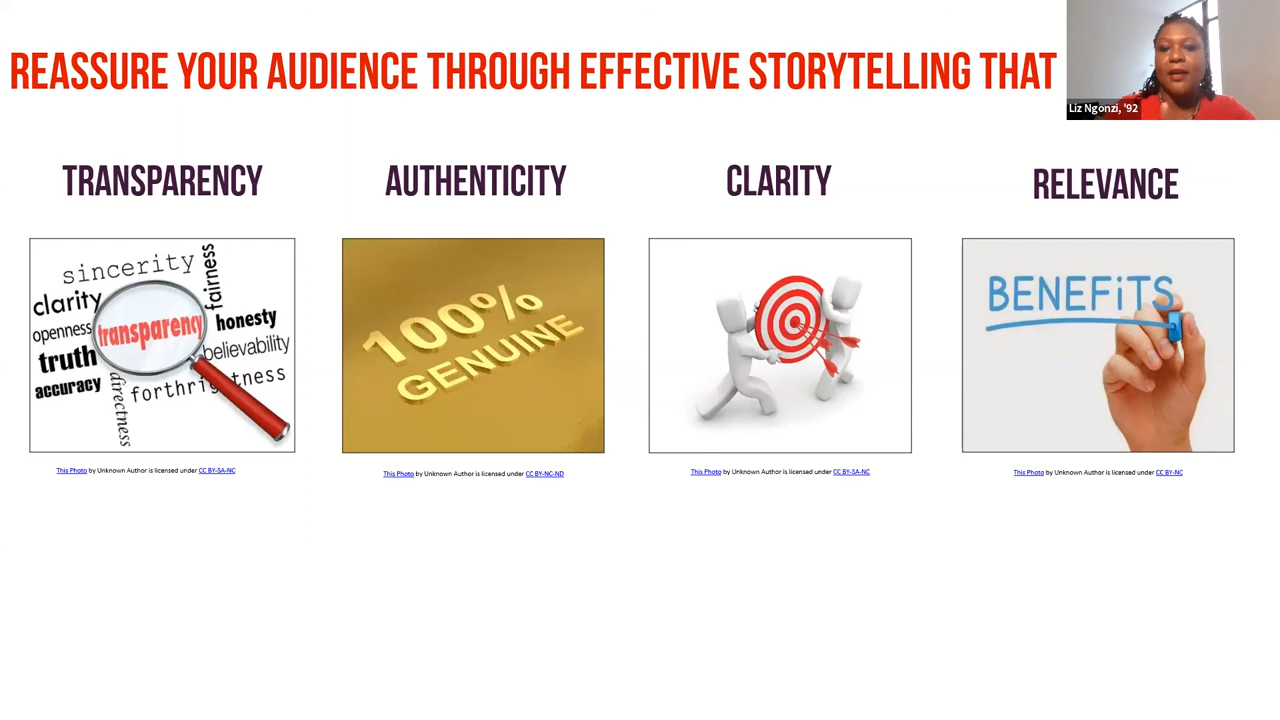 REASSURE YOUR AUDIENCE THROUGH EFFECTIVE STORYTELLING THAT
Liz Ngonzi, '92
TRANSPARENCY
AUTHENTICITY
CLARITY
RELEVANCE
sincerity
fairness
clarity
openness
transparency
honesty
truth
believability
accuracy
directness
forthrightness
100%
GENUINE
BENEFiTS
This Photo by Unknown Author is licensed under CC BY-SA-NC
This Photo by Unknown Author is licensed under CC BY-NC-ND
This Photo by Unknown Author is licensed under CC BY-SA-NC
This Photo by Unknown Author is licensed under CC BY-NC